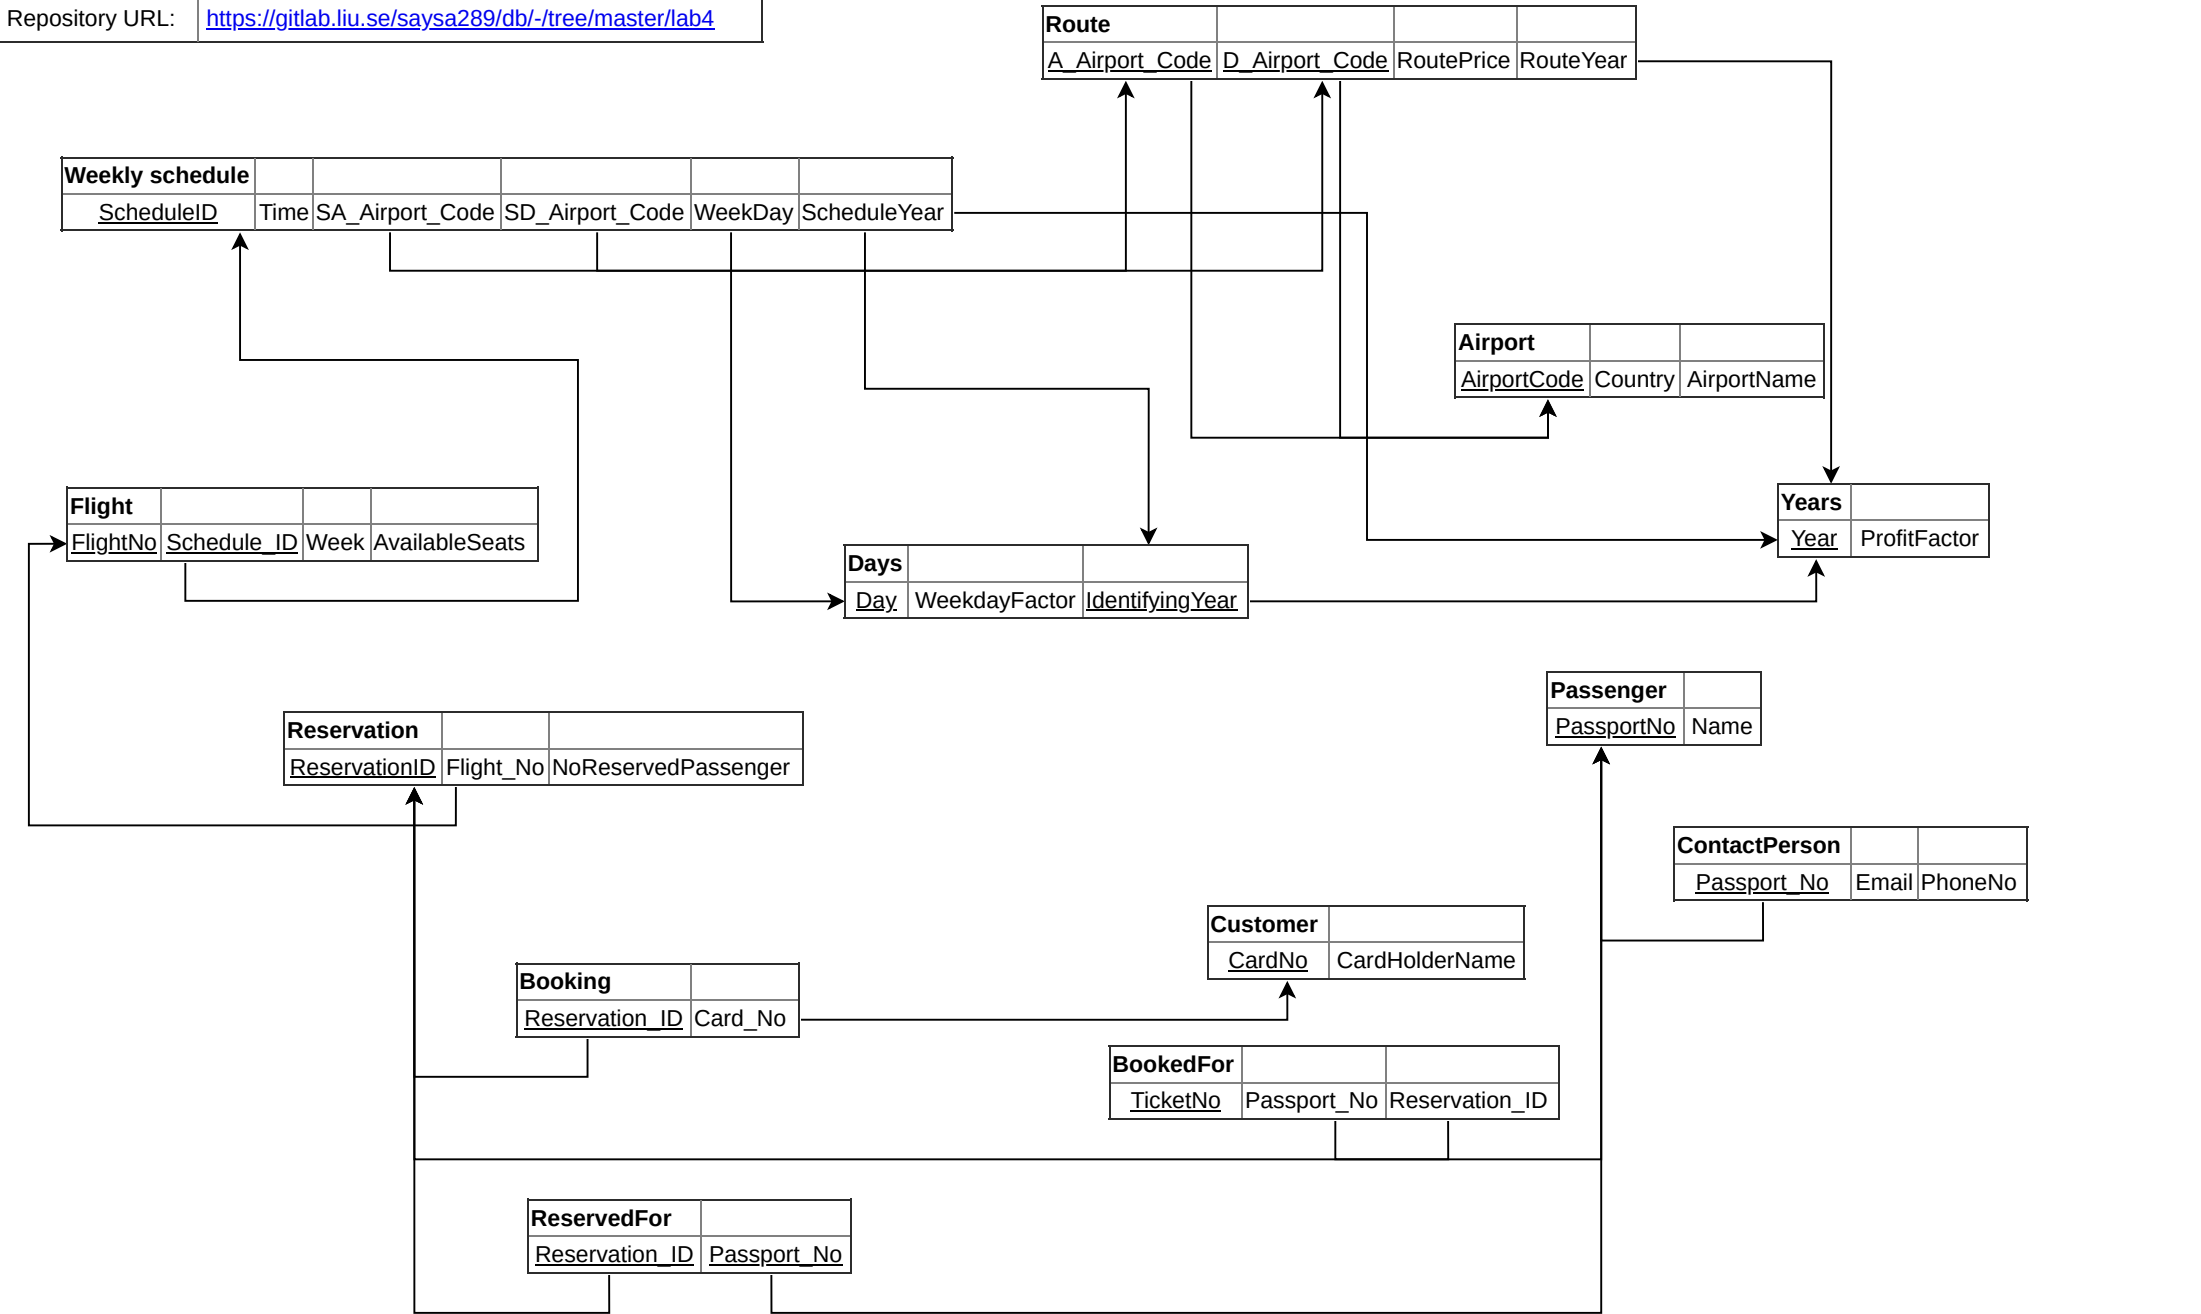 Repository URL: https://gitlab.liu.se/saysa289/db/-/tree/master/lab4
Route
A_Airport_Code D_Airport_Code RoutePrice RouteYear
Weekly schedule
ScheduleID Time SA_Airport_Code SD_Airport_Code WeekDay ScheduleYear
Airport
AirportCode Country AirportName
Flight
FlightNo Schedule_ID Week AvailableSeats
Years
Year ProfitFactor
Days
Day WeekdayFactor IdentifyingYear
Passenger
PassportNo Name
Reservation
ReservationID Flight_No NoReservedPassenger
ContactPerson
Passport_No Email PhoneNo
Customer
CardNo CardHolderName
Booking
Reservation_ID Card_No
BookedFor
TicketNo Passport_No Reservation_ID
ReservedFor
Reservation_ID Passport_No